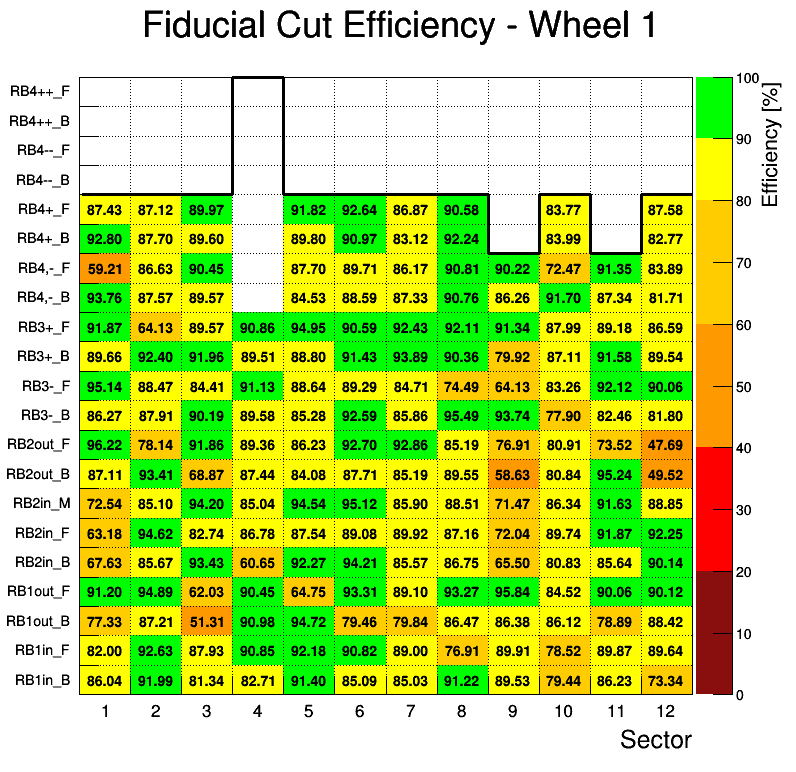 Fiducial Cut Efficiency - Wheel 1
RB4++_F
RB4++_B
RB4--_F
RB4--_B
RB4+_F 87.43 87.12 89.97 91.82 92.64 86.87 90.58 83.77 87.58
RB4+_B 92.80 87.70 89.60 89.80 90.97 83.12 92.24 83.99 82.77
RB4,-_F 59.21 86.63 90.45 87.70 89.71 86.17 90.81 90.22 72.47 91.35 83.89
RB4,-_B 93.76 87.57 89.57 84.53 88.59 87.33 90.76 86.26 91.70 87.34 81.71
RB3+_F 91.87 64.13 89.57 90.86 94.95 90.59 92.43 92.11 91.34 87.99 89.18 86.59
RB3+_B 89.66 92.40 91.96 89.51 88.80 91.43 93.89 90.36 79.92 87.11 91.58 89.54
RB3-_F 95.14 88.47 84.41 91.13 88.64 89.29 84.71 74.49 64.13 83.26 92.12 90.06
RB3-_B 86.27 87.91 90.19 89.58 85.28 92.59 85.86 95.49 93.74 77.90 82.46 81.80
RB2out_F 96.22 78.14 91.86 89.36 86.23 92.70 92.86 85.19 76.91 80.91 73.52 47.69
RB2out_B 87.11 93.41 68.87 87.44 84.08 87.71 85.19 89.55 58.63 80.84 95.24 49.52
RB2in_M 72.54 85.10 94.20 85.04 94.54 95.12 85.90 88.51 71.47 86.34 91.63 88.85
RB2in_F 63.18 94.62 82.74 86.78 87.54 89.08 89.92 87.16 72.04 89.74 91.87 92.25
RB2in_B 67.63 85.67 93.43 60.65 92.27 94.21 85.57 86.75 65.50 80.83 85.64 90.14
RB1out_F 91.20 94.89 62.03 90.45 64.75 93.31 89.10 93.27 95.84 84.52 90.06 90.12
RB1out_B 77.33 87.21 51.31 90.98 94.72 79.46 79.84 86.47 86.38 86.12 78.89 88.42
RB1in_F 82.00 92.63 87.93 90.85 92.18 90.82 89.00 76.91 89.91 78.52 89.87 89.64
RB1in_B 86.04 91.99 81.34 82.71 91.40 85.09 85.03 91.22 89.53 79.44 86.23 73.34
1 2 3 4 5 6 7 8 9 10 11 12
Sector
100
90
80
70
60
50
40
30
20
10
0
Efficiency [%]